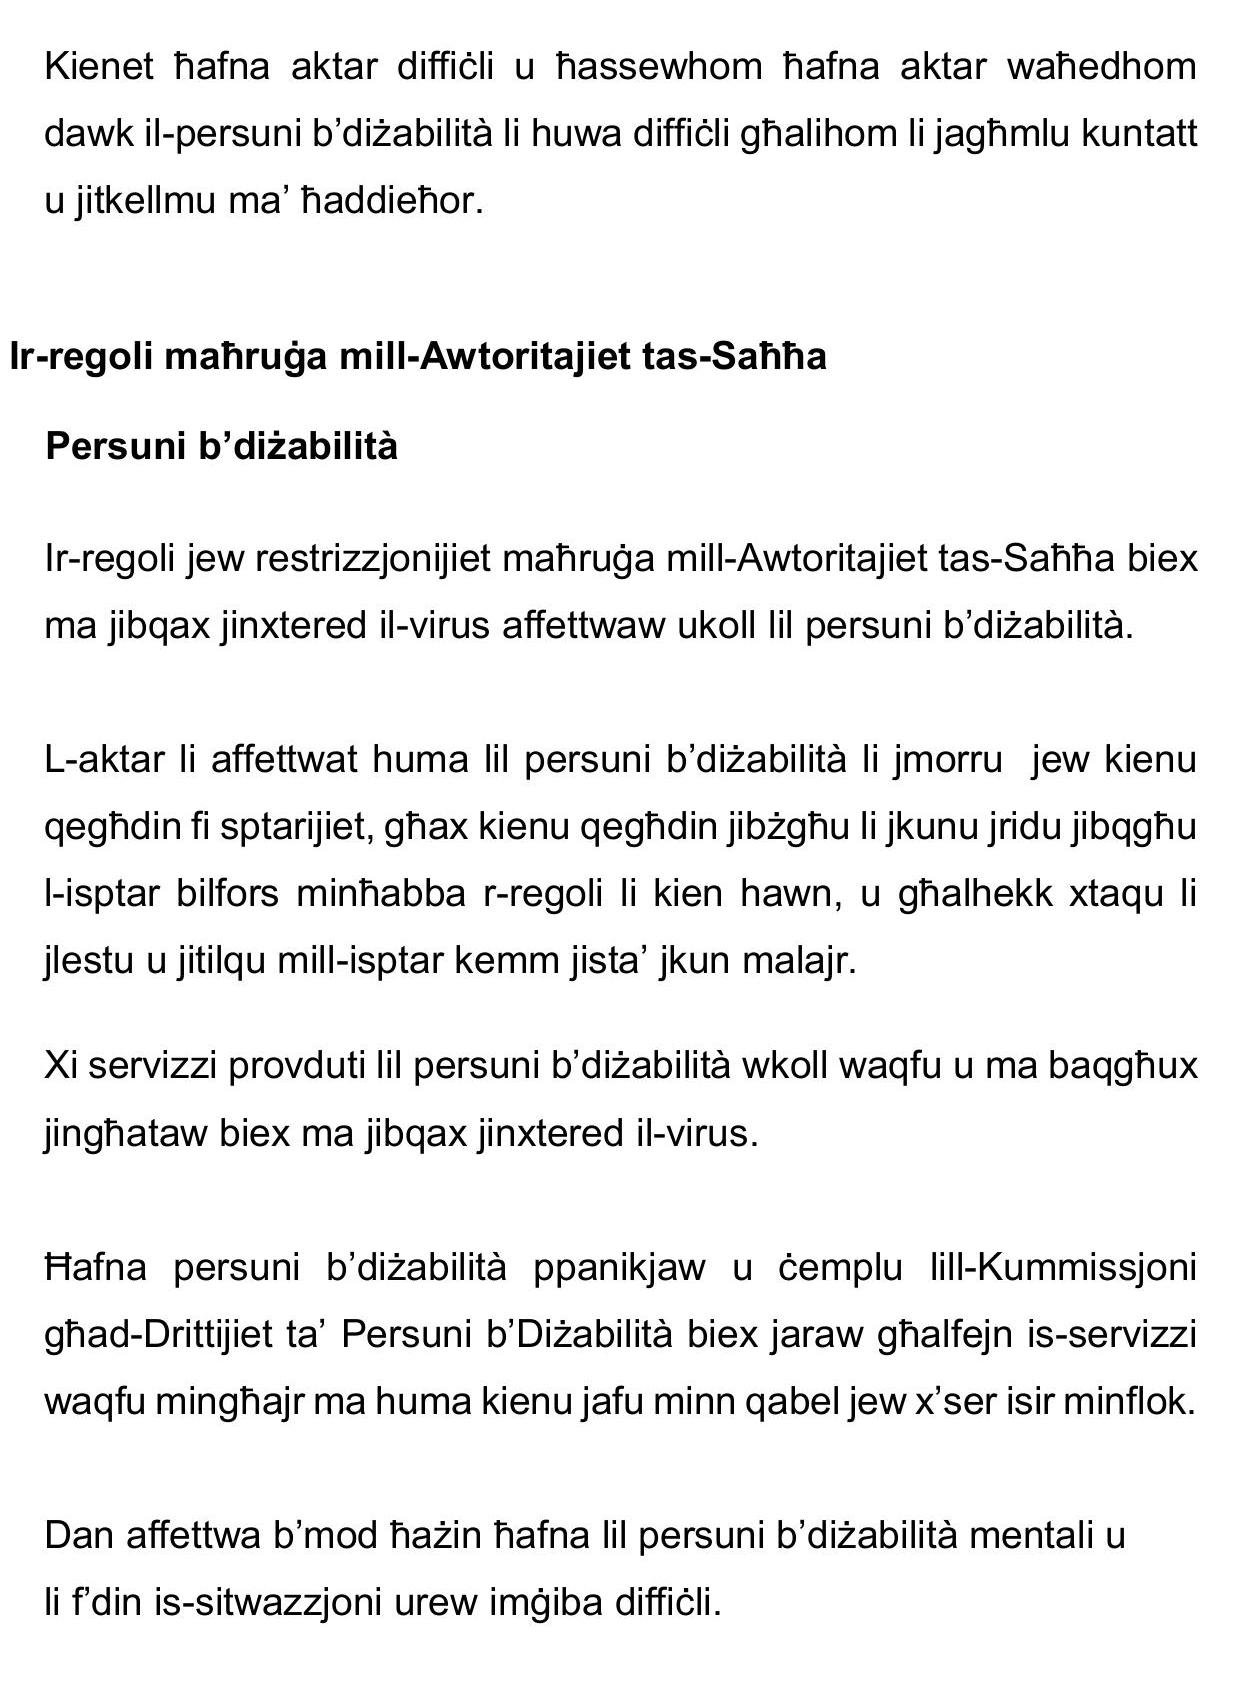 Kienet ħafna aktar diffiċli u ħassewhom ħafna aktar waħedhom
dawk il-persuni b’diżabilità li huwa diffiċli għalihom li jagħmlu kuntatt
u jitkellmu ma’ ħaddieħor.
Ir-regoli maħruġa mill-Awtoritajiet tas-Saħħa
Persuni b’diżabilità
Ir-regoli jew restrizzjonijiet maħruġa mill-Awtoritajiet tas-Saħħa biex
ma jibqax jinxtered il-virus affettwaw ukoll lil persuni b’diżabilità.
L-aktar li affettwat huma lil persuni b’diżabilità li jmorru jew kienu
qegħdin fi sptarijiet, għax kienu qegħdin jibżgħu li jkunu jridu jibqgħu
l-isptar bilfors minħabba r-regoli li kien hawn, u għalhekk xtaqu li
jlestu u jitilqu mill-isptar kemm jista’ jkun malajr.
Xi servizzi provduti lil persuni b’diżabilità wkoll waqfu u ma baqgħux
jingħataw biex ma jibqax jinxtered il-virus.
Ħafna persuni b’diżabilità ppanikjaw u ċemplu lill-Kummissjoni
għad-Drittijiet ta’ Persuni b’Diżabilità biex jaraw għalfejn is-servizzi
waqfu mingħajr ma huma kienu jafu minn qabel jew x’ser isir minflok.
Dan affettwa b’mod ħażin ħafna lil persuni b’diżabilità mentali u
li f’din is-sitwazzjoni urew imġiba diffiċli.